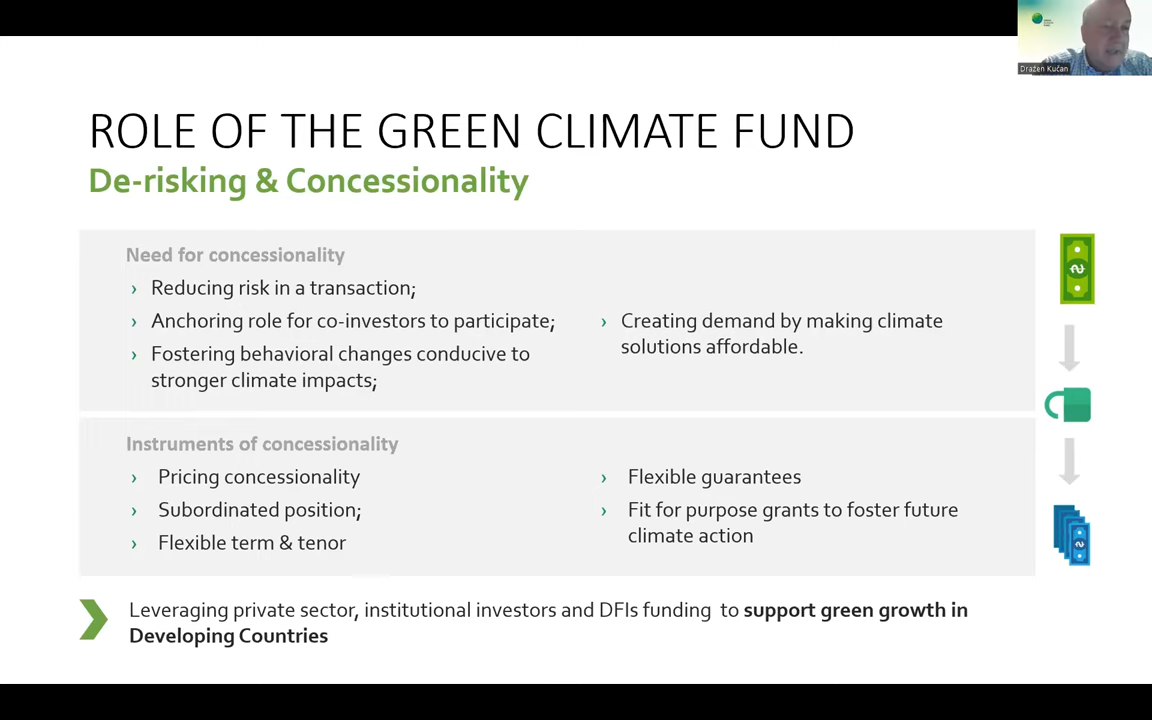 Dražen Kučan
ROLE OF THE GREEN CLIMATE FUND
De-risking & Concessionality
Need for concessionality
› Reducing risk in a transaction;
› Anchoring role for co-investors to participate;
› Fostering behavioral changes conducive to
stronger climate impacts;
› Creating demand by making climate
solutions affordable.
Instruments of concessionality
› Pricing concessionality
› Subordinated position;
› Flexible term & tenor
› Flexible guarantees
› Fit for purpose grants to foster future
climate action
Leveraging private sector, institutional investors and DFIs funding to support green growth in
Developing Countries